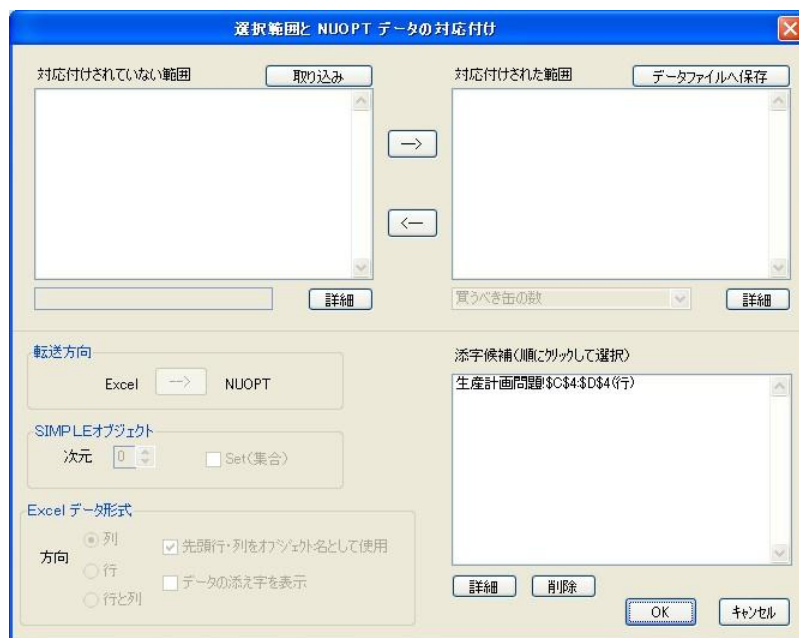 選択範囲と NUOPT データの対応付け
対応付けされていない範囲
取り込み
対応付けされた範囲
データファイルへ保存
-->
<--
詳細
買うべき缶の数
詳細
転送方向
Excel --> NUOPT
SIMPLEオブジェクト
次元 0 Set(集合)
Excel データ形式
方向
列
行
行と列
先頭行・列をオブジェクト名として使用
データの添え字を表示
添字候補(順にクリックして選択)
生産計画問題!$C$4:$D$4(行)
詳細
削除
OK
キャンセル